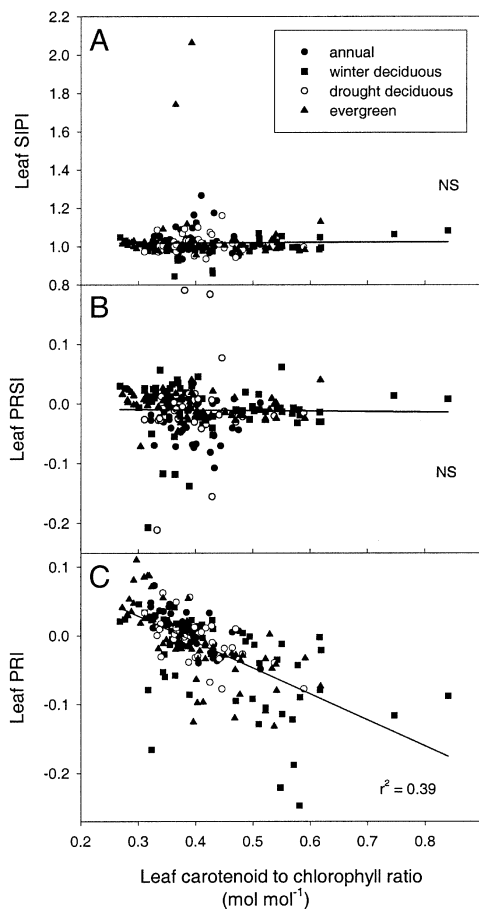 A
2.2
2.0
1.8
1.6
1.4
1.2
1.0
0.8
Leaf SIPI
annual
winter deciduous
drought deciduous
evergreen
NS
B
0.1
0.0
-0.1
-0.2
Leaf PRSI
NS
C
0.1
0.0
-0.1
-0.2
Leaf PRI
r² = 0.39
0.2 0.3 0.4 0.5 0.6 0.7 0.8
Leaf carotenoid to chlorophyll ratio
(mol mol⁻¹)